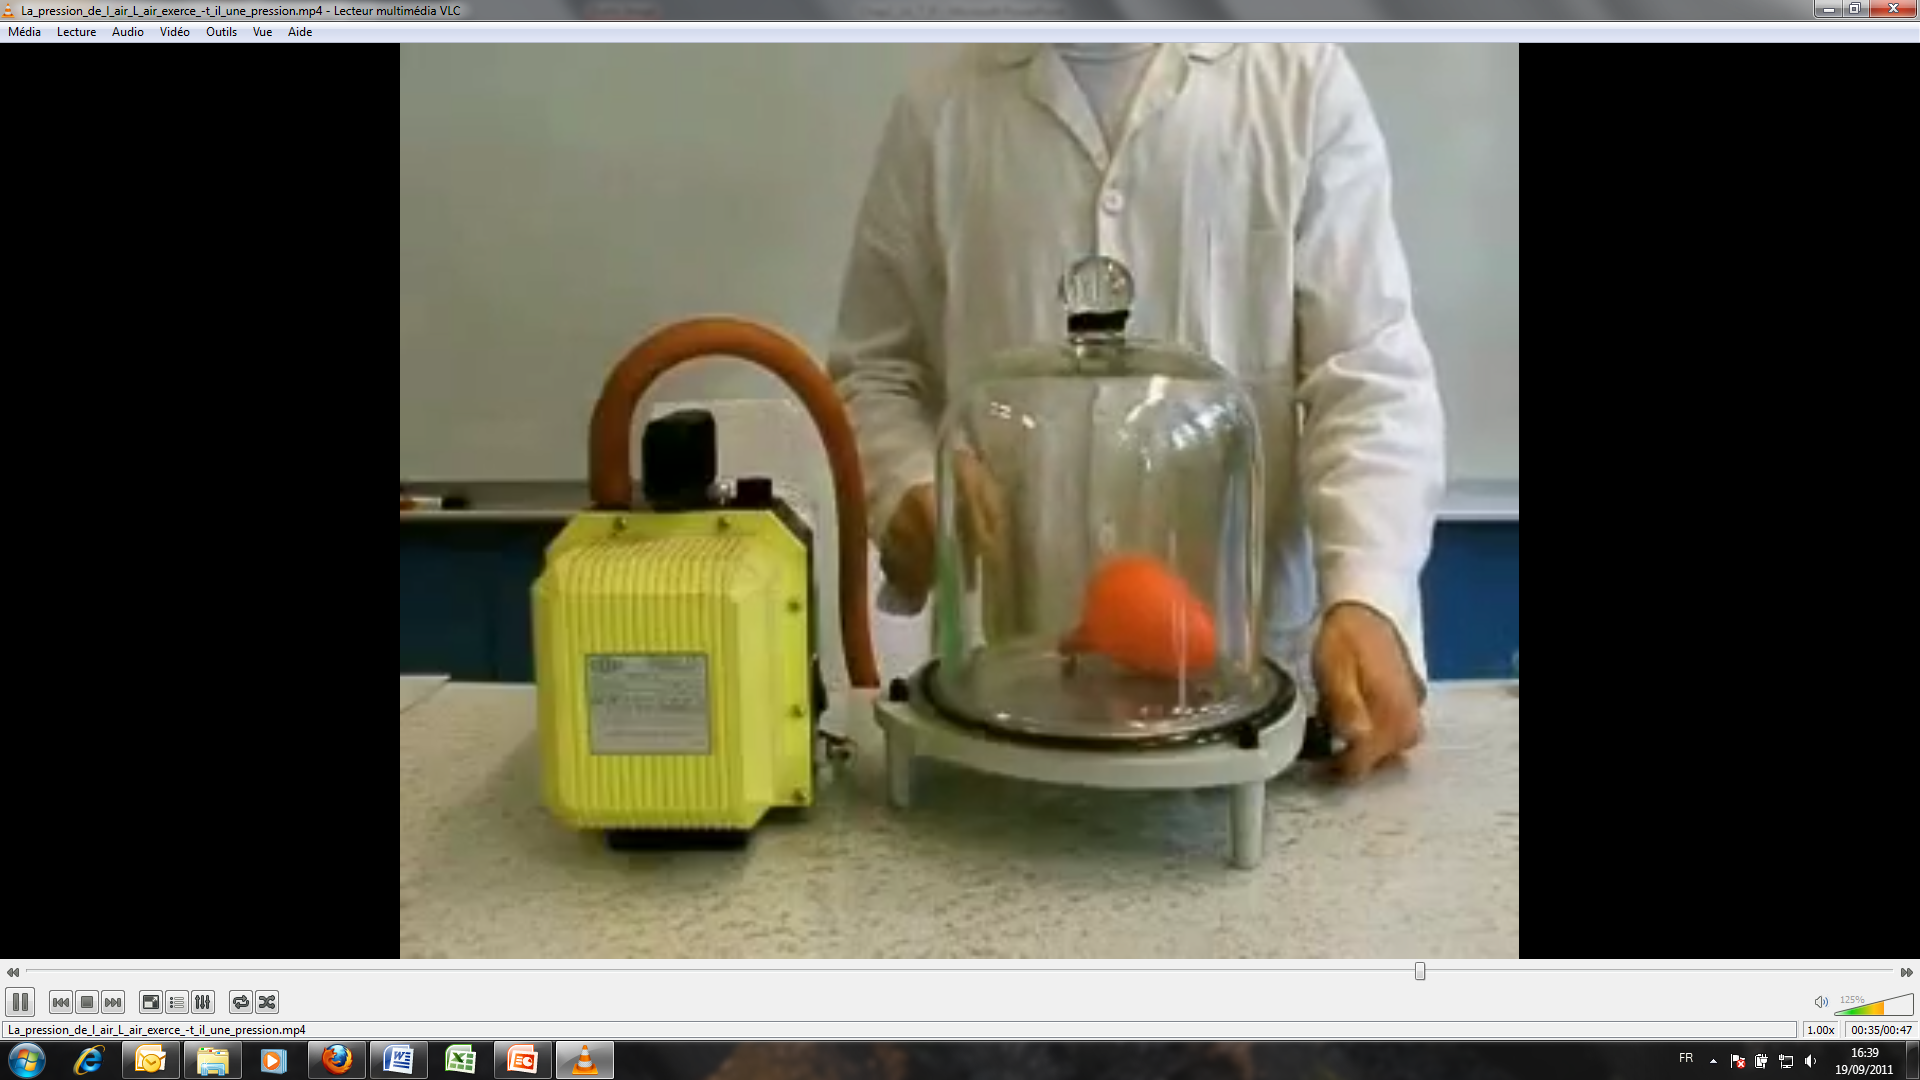 La_pression_de_l_air_L_air_exerce_-t_il_une_pression.mp4 - Lecteur multimédia VLC
Média Lecture Audio Vidéo Outils Vue Aide
125%
La_pression_de_l_air_L_air_exerce_-t_il_une_pression.mp4
1.00x
00:35/00:47
FR
16:39
19/09/2011